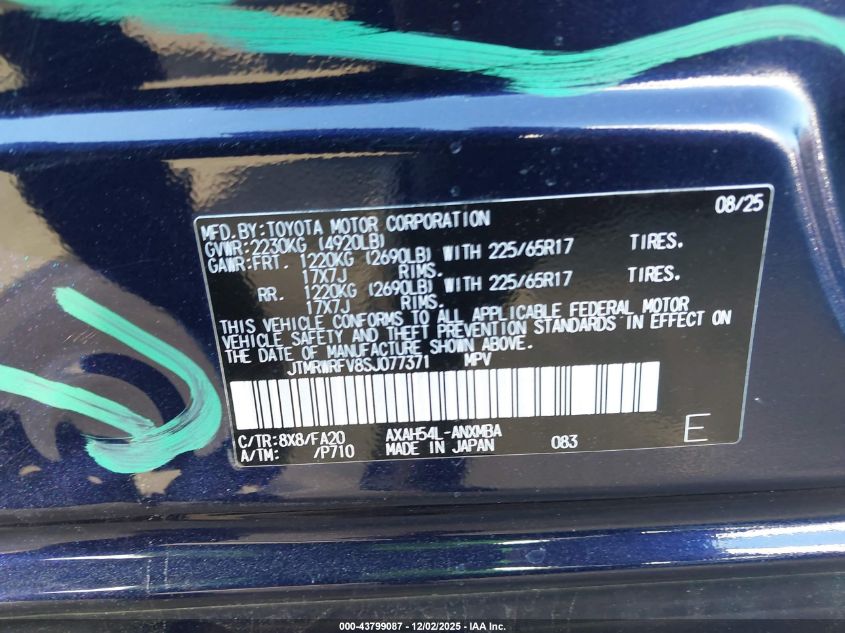 08/25
MFD.BY:TOYOTA MOTOR CORPORATION
GVWR:2230KG (4920LB)
GAWR:FRT. 1220KG (2690LB) WITH 225/65R17 TIRES.
17X7J RIMS.
RR. 1220KG (2690LB) WITH 225/65R17 TIRES.
17X7J RIMS.
THIS VEHICLE CONFORMS TO ALL APPLICABLE FEDERAL MOTOR
VEHICLE SAFETY AND THEFT PREVENTION STANDARDS IN EFFECT ON
THE DATE OF MANUFACTURE SHOWN ABOVE.
JTMRWRFV8SJ077371 MPV
C/TR:8X8/FA20 AXAH54L-ANXMBA
A/TM: /P710 MADE IN JAPAN 083 E
000-43799087 - 12/02/2025 - IAA Inc.